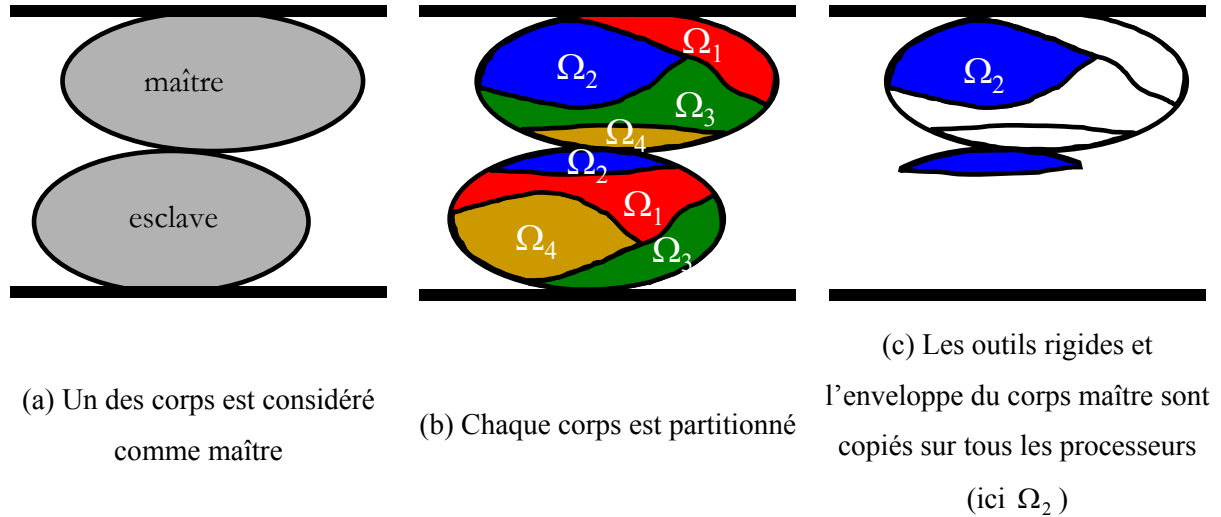 maître
esclave
Ω₁
Ω₂
Ω₃
Ω₄
Ω₂
Ω₁
Ω₄
Ω₃
Ω₂
(a) Un des corps est considéré
comme maître
(b) Chaque corps est partitionné
(c) Les outils rigides et
l’enveloppe du corps maître sont
copiés sur tous les processeurs
(ici Ω₂ )